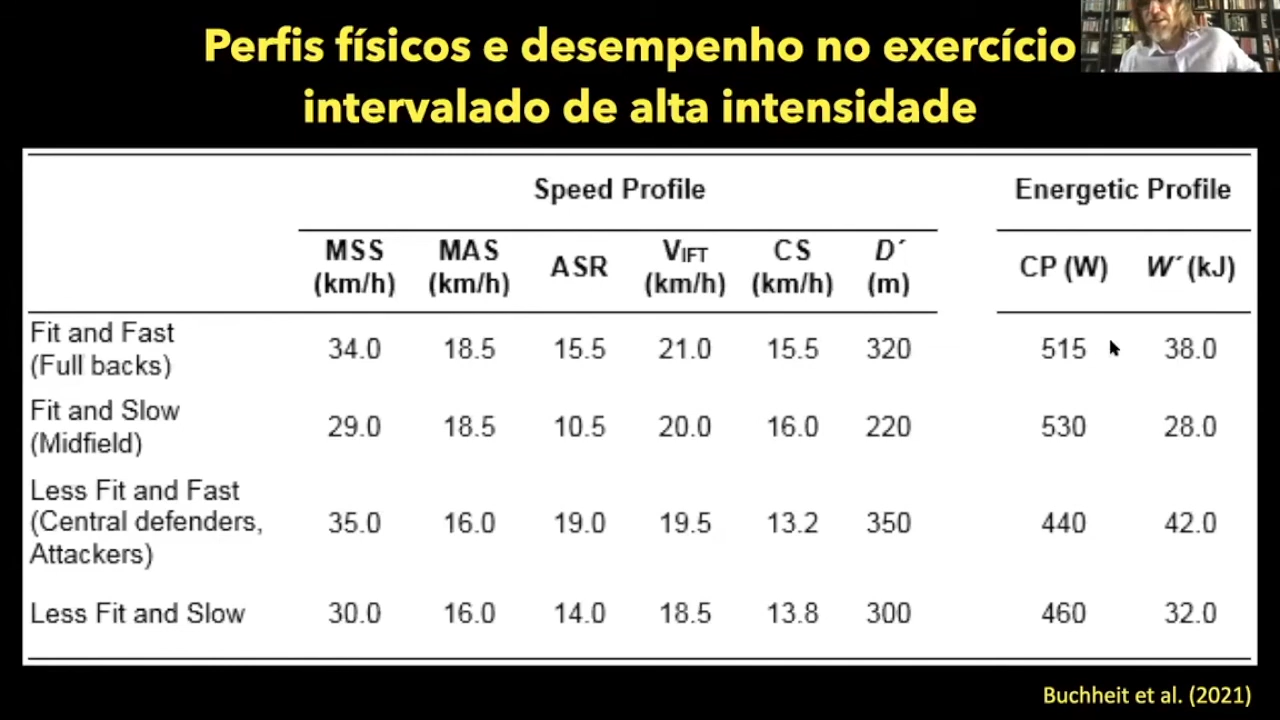 Perfis físicos e desempenho no exercício
intervalado de alta intensidade
Speed Profile Energetic Profile
MSS (km/h) MAS (km/h) ASR VIFT (km/h) CS (km/h) D´ (m) CP (W) W´ (kJ)
Fit and Fast (Full backs) 34.0 18.5 15.5 21.0 15.5 320 515 38.0
Fit and Slow (Midfield) 29.0 18.5 10.5 20.0 16.0 220 530 28.0
Less Fit and Fast (Central defenders, Attackers) 35.0 16.0 19.0 19.5 13.2 350 440 42.0
Less Fit and Slow 30.0 16.0 14.0 18.5 13.8 300 460 32.0
Buchheit et al. (2021)